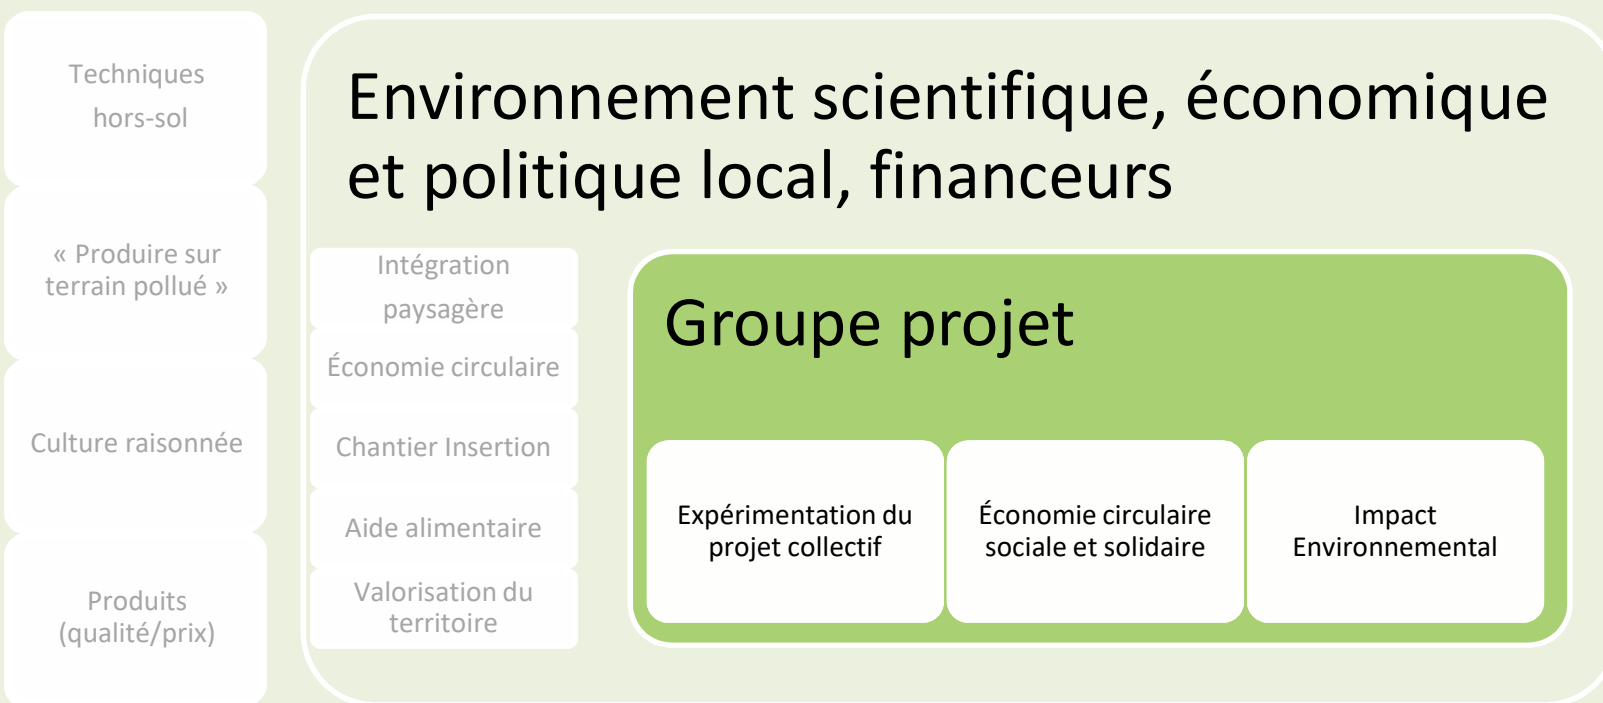 Techniques
hors-sol
« Produire sur
terrain pollué »
Culture raisonnée
Produits
(qualité/prix)
Environnement scientifique, économique
et politique local, financeurs
Intégration
paysagère
Économie circulaire
Chantier Insertion
Aide alimentaire
Valorisation du
territoire
Groupe projet
Expérimentation du
projet collectif
Économie circulaire
sociale et solidaire
Impact
Environnemental